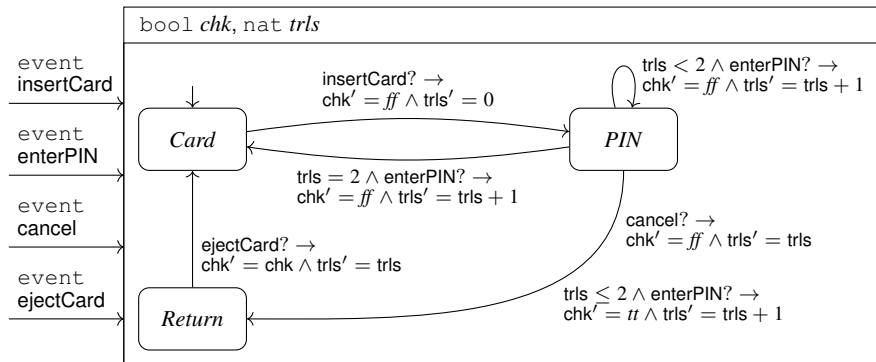 bool chk, nat trls
event
insertCard
event
enterPIN
event
cancel
event
ejectCard
insertCard? →
chk′ = ff ∧ trls′ = 0
trls < 2 ∧ enterPIN? →
chk′ = ff ∧ trls′ = trls + 1
Card
PIN
trls = 2 ∧ enterPIN? →
chk′ = ff ∧ trls′ = trls + 1
cancel? →
chk′ = ff ∧ trls′ = trls
ejectCard? →
chk′ = chk ∧ trls′ = trls
trls ≤ 2 ∧ enterPIN? →
chk′ = tt ∧ trls′ = trls + 1
Return